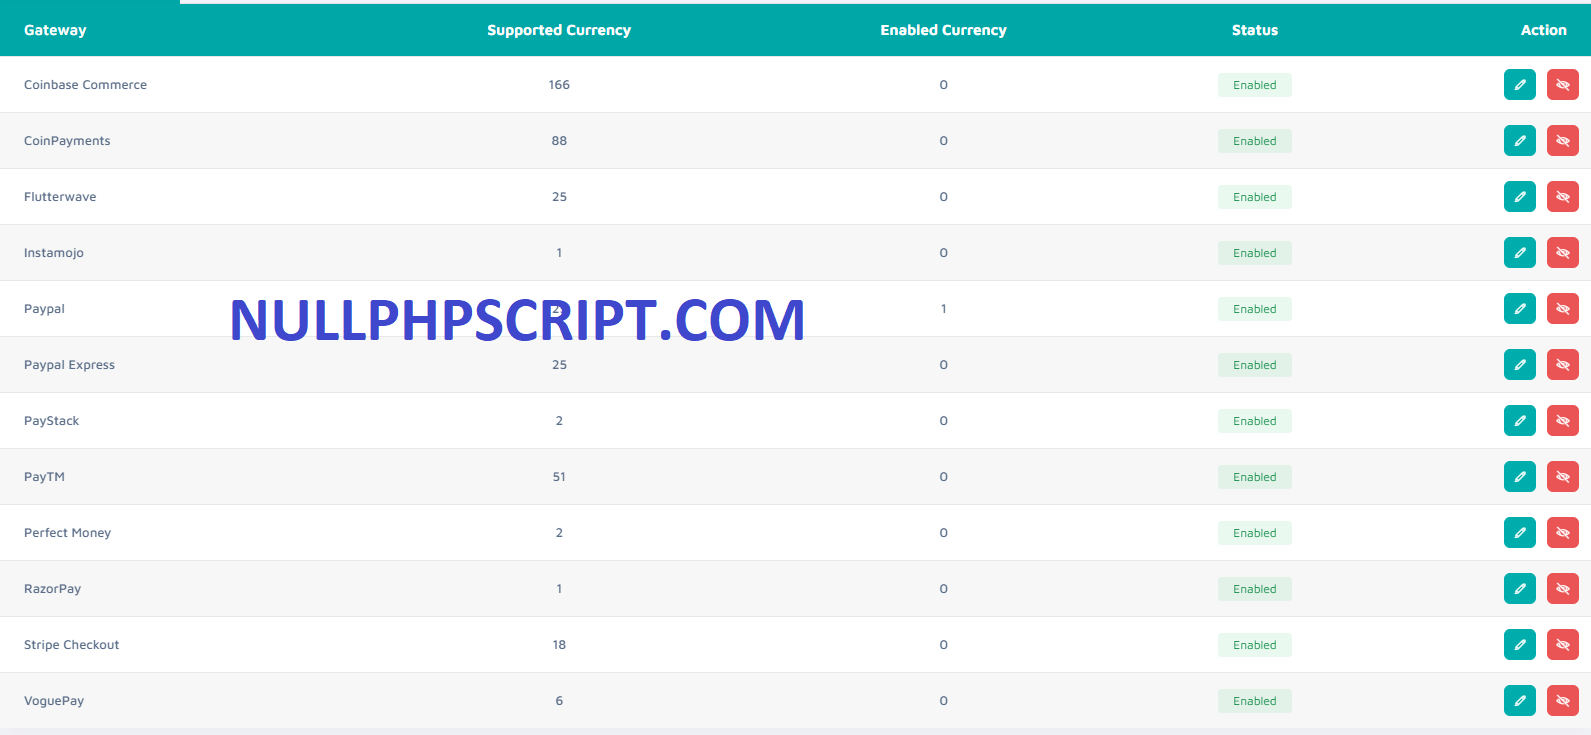 Gateway Supported Currency Enabled Currency Status Action
Coinbase Commerce 166 0 Enabled
CoinPayments 88 0 Enabled
Flutterwave 25 0 Enabled
Instamojo 1 0 Enabled
Paypal 1 Enabled
NULLPHPSCRIPT.COM
Paypal Express 25 0 Enabled
PayStack 2 0 Enabled
PayTM 51 0 Enabled
Perfect Money 2 0 Enabled
RazorPay 1 0 Enabled
Stripe Checkout 18 0 Enabled
VoguePay 6 0 Enabled